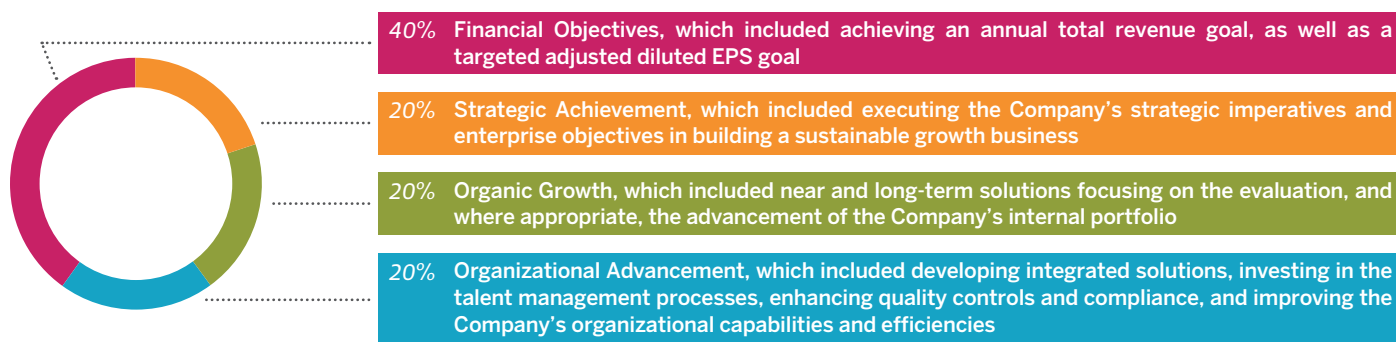 40% Financial Objectives, which included achieving an annual total revenue goal, as well as a
targeted adjusted diluted EPS goal
20% Strategic Achievement, which included executing the Company’s strategic imperatives and
enterprise objectives in building a sustainable growth business
20% Organic Growth, which included near and long-term solutions focusing on the evaluation, and
where appropriate, the advancement of the Company’s internal portfolio
20% Organizational Advancement, which included developing integrated solutions, investing in the
talent management processes, enhancing quality controls and compliance, and improving the
Company’s organizational capabilities and efficiencies